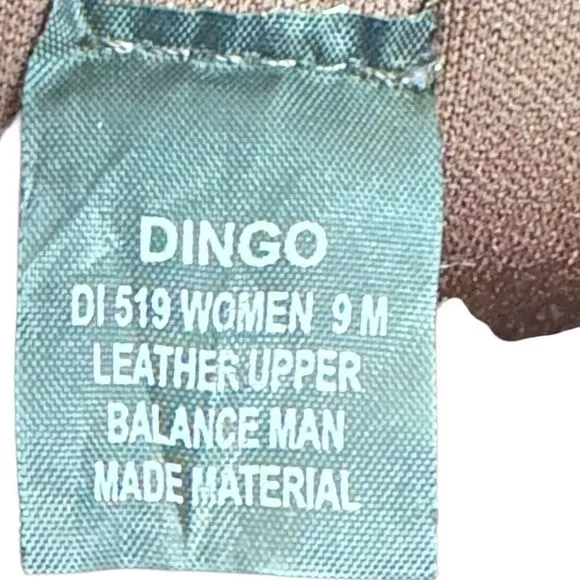 DINGO
DI 519 WOMEN 9 M
LEATHER UPPER
BALANCE MAN
MADE MATERIAL